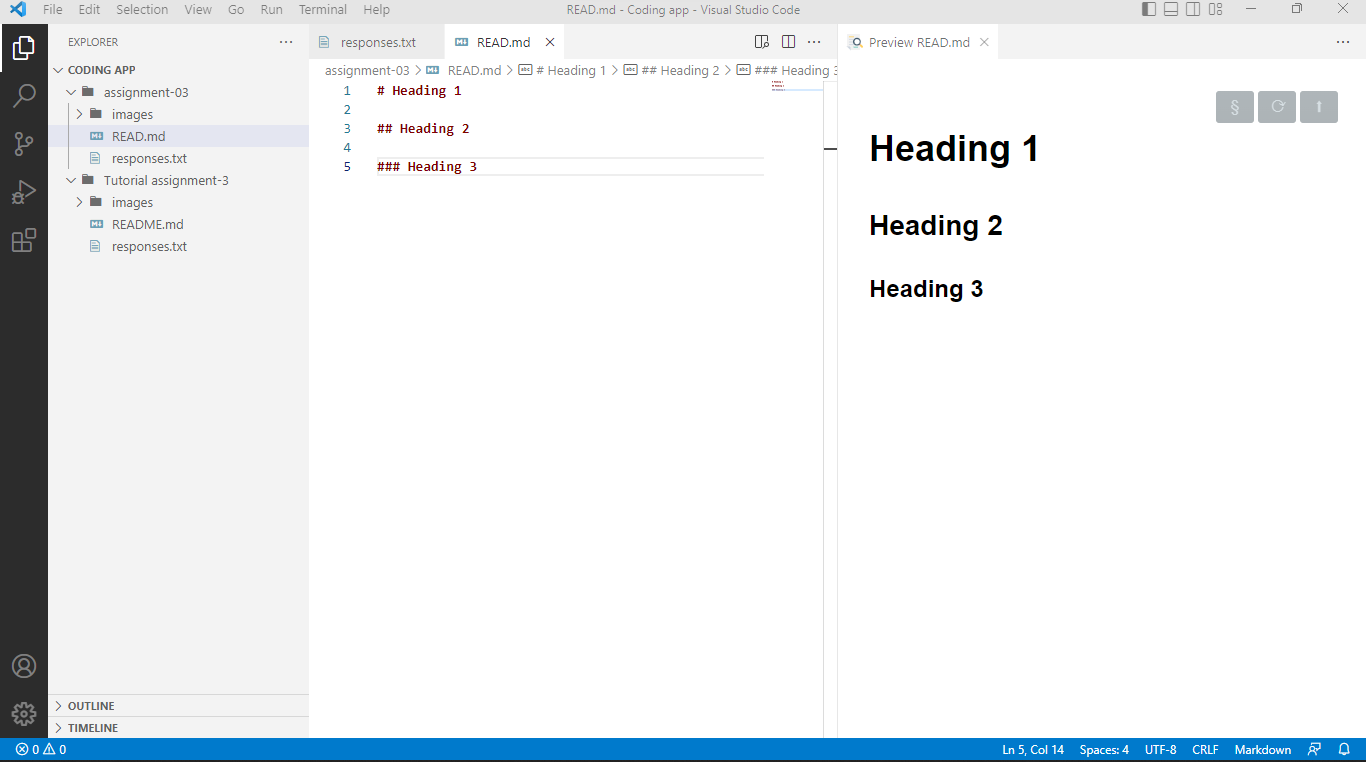 File Edit Selection View Go Run Terminal Help READ.md - Coding app - Visual Studio Code
EXPLORER
CODING APP
assignment-03
images
READ.md
responses.txt
Tutorial assignment-3
images
README.md
responses.txt
OUTLINE
TIMELINE
responses.txt READ.md
assignment-03 > READ.md > # Heading 1 > ## Heading 2 > ### Heading 3
1 # Heading 1
2
3 ## Heading 2
4
5 ### Heading 3
Preview READ.md
§
Heading 1
Heading 2
Heading 3
0 0 Ln 5, Col 14 Spaces: 4 UTF-8 CRLF Markdown